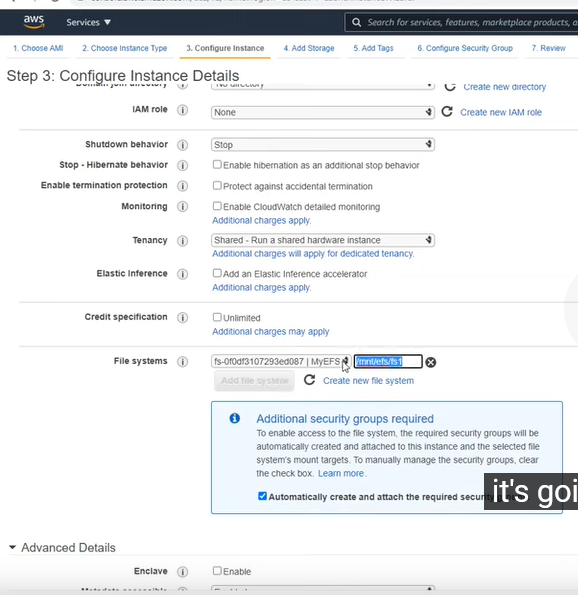 aws
Services
Search for services, features, marketplace products, a
1. Choose AMI 2. Choose Instance Type 3. Configure Instance 4. Add Storage 5. Add Tags 6. Configure Security Group 7. Review
Step 3: Configure Instance Details
Domain join directory No directory Create new directory
IAM role None Create new IAM role
Shutdown behavior Stop
Stop - Hibernate behavior Enable hibernation as an additional stop behavior
Enable termination protection Protect against accidental termination
Monitoring Enable CloudWatch detailed monitoring
Additional charges apply.
Tenancy Shared - Run a shared hardware instance
Additional charges will apply for dedicated tenancy.
Elastic Inference Add an Elastic Inference accelerator
Additional charges apply.
Credit specification Unlimited
Additional charges may apply
File systems fs-0f0df3107293ed087 | MyEFS /mnt/efs/fs1
Add file system Create new file system
Additional security groups required
To enable access to the file system, the required security groups will be
automatically created and attached to this instance and the selected file
system's mount targets. To manually manage the security groups, clear
the check box. Learn more.
Automatically create and attach the required
it's goi
Advanced Details
Enclave Enable